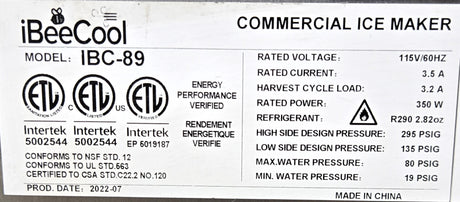 iBeeCool
COMMERCIAL ICE MAKER
MODEL: IBC-89
ETL
C ETL US
ETL
Intertek
5002544
Intertek
5002544
Intertek
EP 5019187
ENERGY
PERFORMANCE
VERIFIED
RENDEMENT
ENERGETIQUE
VERIFIE
CONFORMS TO NSF STD. 12
CONFORMS TO UL STD.563
CERTIFIED TO CSA STD.C22.2 NO.120
PROD. DATE: 2022-07
RATED VOLTAGE: 115V/60HZ
RATED CURRENT: 3.5 A
HARVEST CYCLE LOAD: 3.2 A
RATED POWER: 350 W
REFRIGERANT: R290 2.82oz
HIGH SIDE DESIGN PRESSURE: 295 PSIG
LOW SIDE DESIGN PRESSURE: 135 PSIG
MAX.WATER PRESSURE: 80 PSIG
MIN. WATER PRESSURE: 19 PSIG
MADE IN CHINA